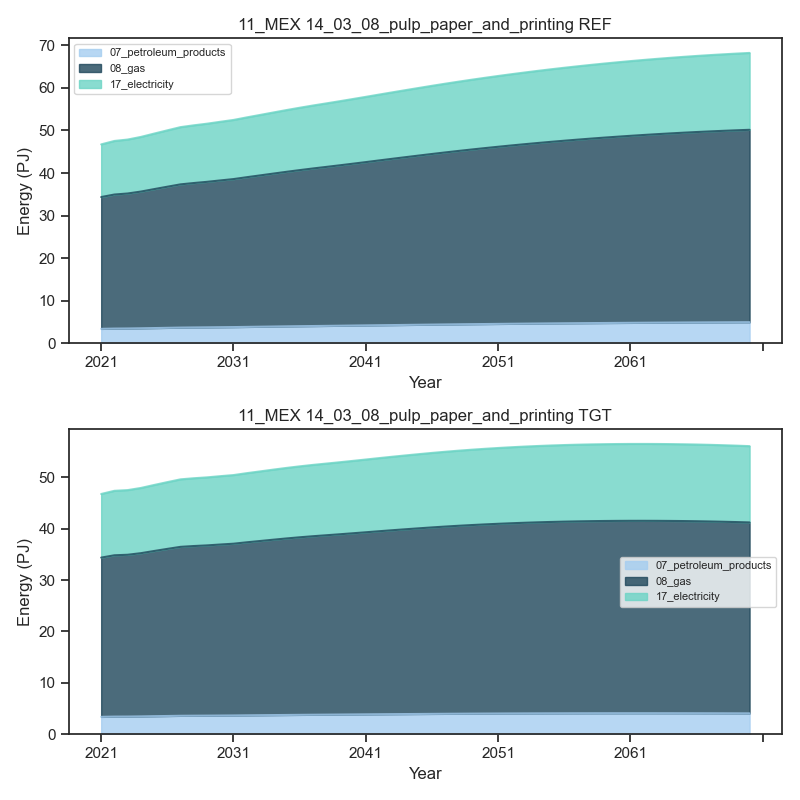 11_MEX 14_03_08_pulp_paper_and_printing REF
70
60
50
40
30
20
10
0
Energy (PJ)
07_petroleum_products
08_gas
17_electricity
2021
2031
2041
2051
2061
Year
11_MEX 14_03_08_pulp_paper_and_printing TGT
50
40
30
20
10
0
Energy (PJ)
07_petroleum_products
08_gas
17_electricity
2021
2031
2041
2051
2061
Year